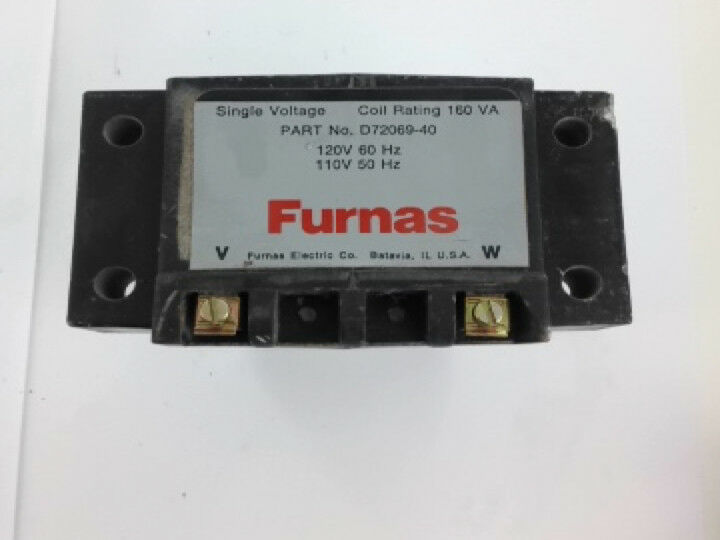 Single Voltage Coil Rating 160 VA
PART No. D72069-40
120V 60 Hz
110V 50 Hz
Furnas
V Furnas Electric Co. Batavia, IL U.S.A. W